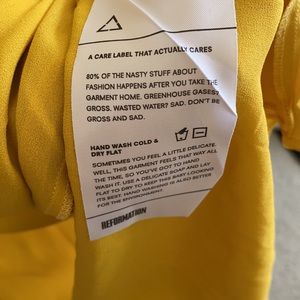 A CARE LABEL THAT ACTUALLY CARES
80% OF THE NASTY STUFF ABOUT
FASHION HAPPENS AFTER YOU TAKE THE
GARMENT HOME. GREENHOUSE GASES?
GROSS. WASTED WATER? SAD. DON'T BE
GROSS AND SAD.
HAND WASH COLD &
DRY FLAT
SOMETIMES YOU FEEL A LITTLE DELICATE.
WELL, THIS GARMENT FEELS THAT WAY ALL
THE TIME, SO YOU'VE GOT TO HAND
WASH IT. USE A DELICATE SOAP AND LAY
FLAT TO DRY TO KEEP THIS BABY LOOKING
ITS BEST. HAND WASHING IS ALSO BETTER
FOR THE ENVIRONMENT.
REFORMATION